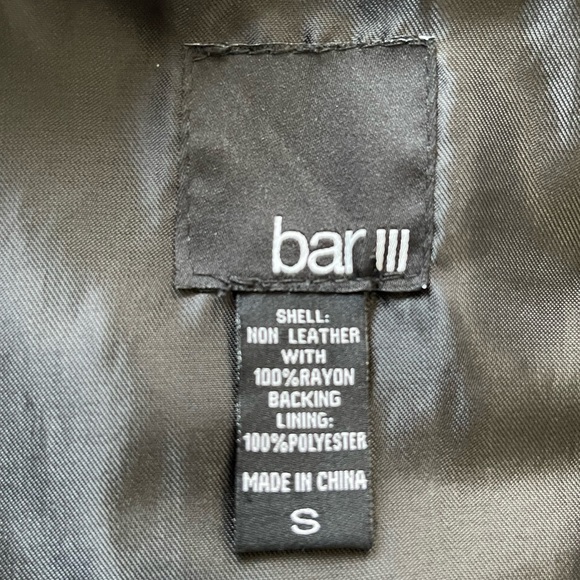 bar III
SHELL:
NON LEATHER
WITH
100%RAYON
BACKING
LINING:
100%POLYESTER
MADE IN CHINA
S